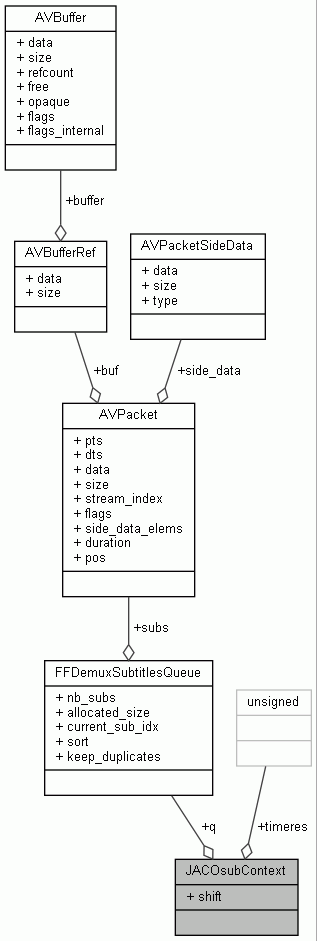 AVBuffer
+ data
+ size
+ refcount
+ free
+ opaque
+ flags
+ flags_internal
+buffer
AVBufferRef
+ data
+ size
AVPacketSideData
+ data
+ size
+ type
+buf
+side_data
AVPacket
+ pts
+ dts
+ data
+ size
+ stream_index
+ flags
+ side_data_elems
+ duration
+ pos
+subs
FFDemuxSubtitlesQueue
+ nb_subs
+ allocated_size
+ current_sub_idx
+ sort
+ keep_duplicates
unsigned
+q
+timeres
JACOsubContext
+ shift